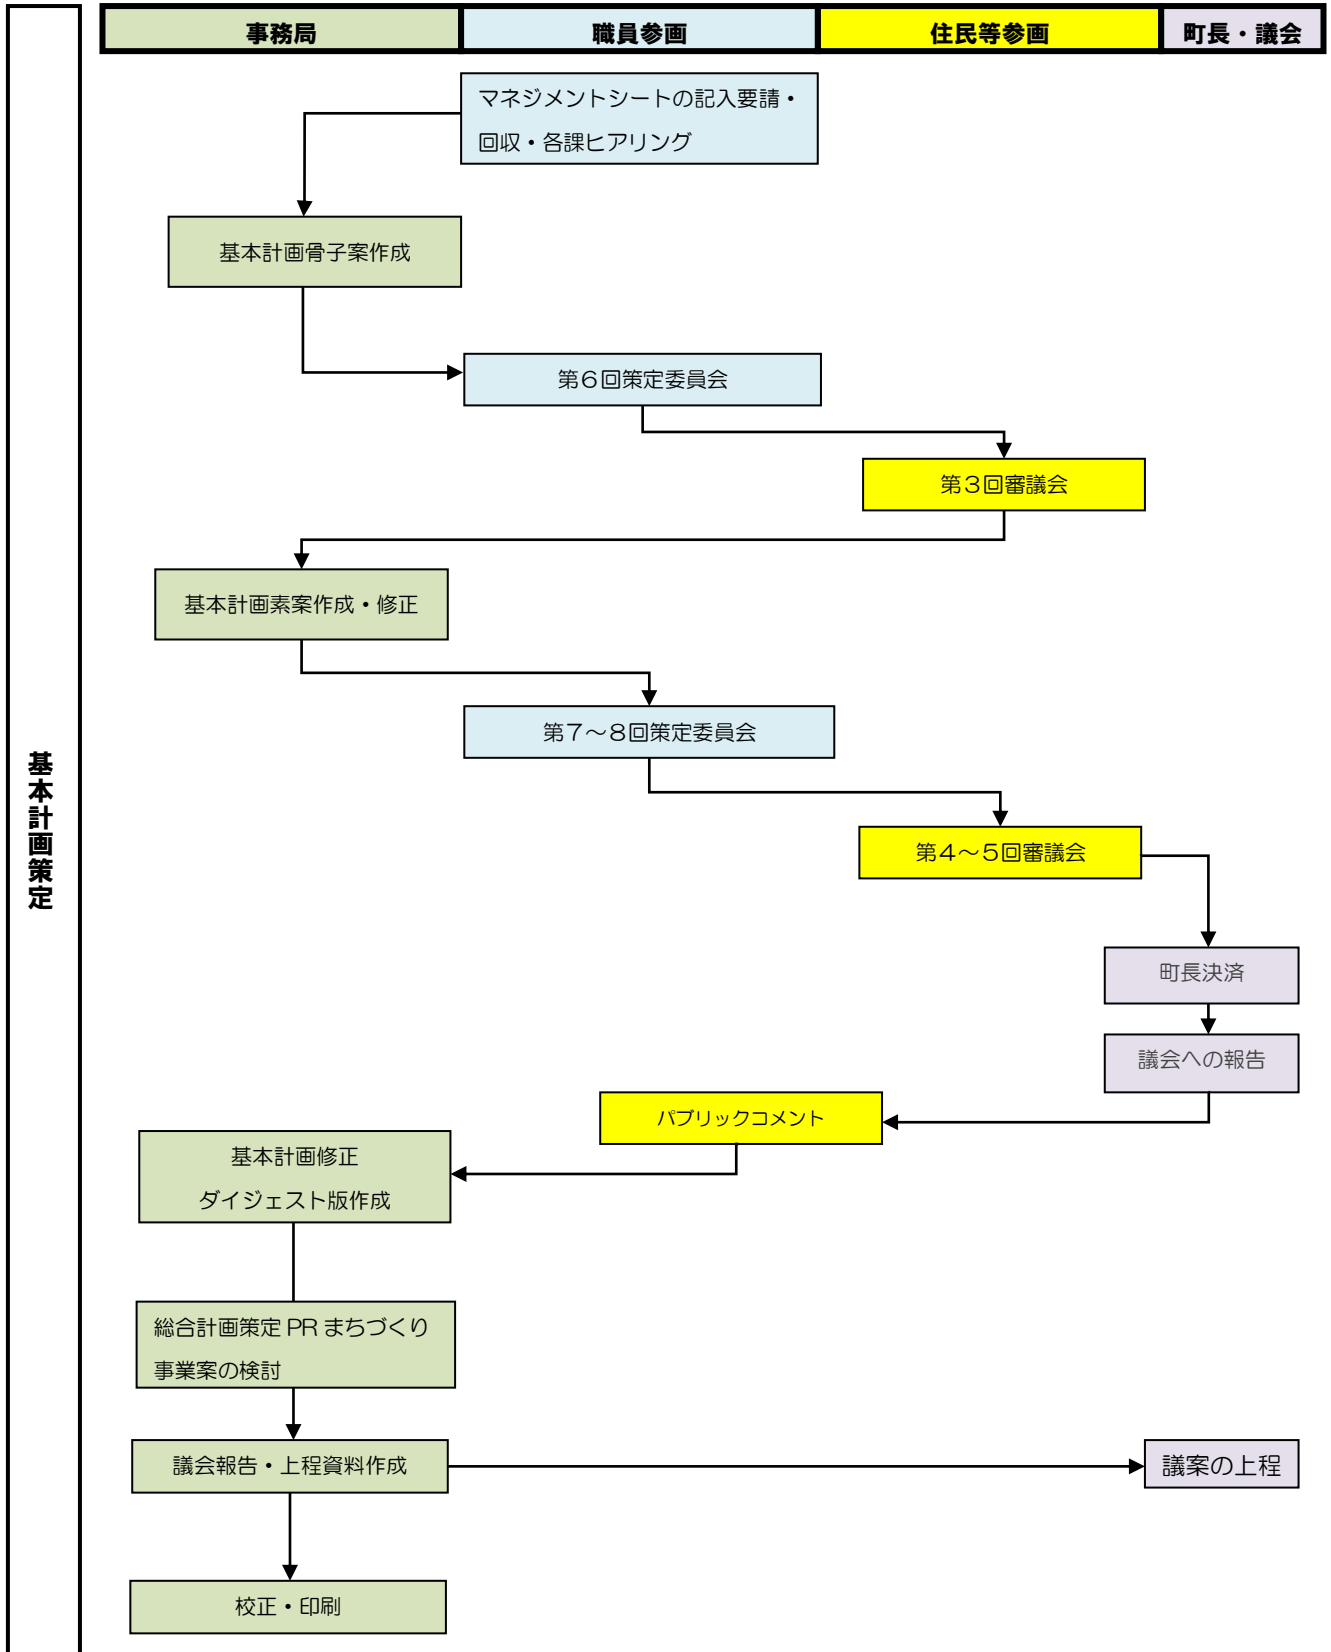 事務局
職員参画
住民等参画
町長・議会
基本計画策定
マネジメントシートの記入要請・
回収・各課ヒアリング
基本計画骨子案作成
第6回策定委員会
第3回審議会
基本計画素案作成・修正
第7~8回策定委員会
第4~5回審議会
町長決済
議会への報告
パブリックコメント
基本計画修正
ダイジェスト版作成
総合計画策定 PR まちづくり
事業案の検討
議会報告・上程資料作成
議案の上程
校正・印刷